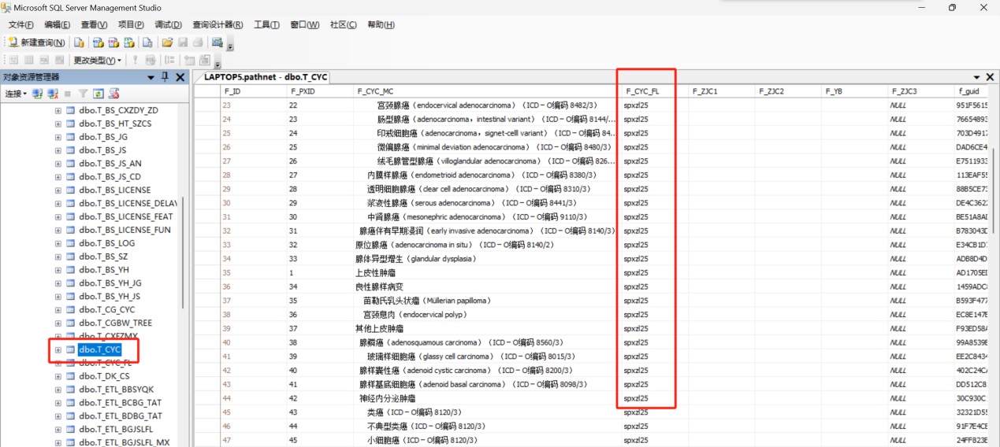 Microsoft SQL Server Management Studio
文件(F) 编辑(E) 查看(V) 项目(P) 调试(D) 查询设计器(R) 工具(T) 窗口(W) 社区(C) 帮助(H)
新建查询(N)
更改类型(Y)
对象资源管理器
连接
dbo.T_BS_CXZDY_ZD
dbo.T_BS_HT_SZCS
dbo.T_BS_JG
dbo.T_BS_JS
dbo.T_BS_JS_AN
dbo.T_BS_JS_CD
dbo.T_BS_LICENSE
dbo.T_BS_LICENSE_DELAY
dbo.T_BS_LICENSE_FEAT
dbo.T_BS_LICENSE_FUN
dbo.T_BS_LOG
dbo.T_BS_SZ
dbo.T_BS_YH
dbo.T_BS_YH_JG
dbo.T_BS_YH_JS
dbo.T_CG_CYC
dbo.T_CGBW_TREE
dbo.T_CXFZMX
dbo.T_CYC
dbo.T_CYC_FL
dbo.T_DK_CS
dbo.T_ETL_BBSYQK
dbo.T_ETL_BCBG_TAT
dbo.T_ETL_BDBG_TAT
dbo.T_ETL_BGJSLFL
dbo.T_ETL_BGJSLFL_MX
LAPTOP5.pathnet - dbo.T_CYC
F_ID F_PXID F_CYC_MC F_CYC_FL F_ZJC1 F_ZJC2 F_YB F_ZJC3 f_guid
23 22 宫颈腺癌（endocervical adenocarcinoma）（ICD－O编码 8482/3） spxzl25 NULL 951F5615
24 23 肠型腺癌（adenocarcinoma，intestinal variant）（ICD－O编码 8144/... spxzl25 NULL 76654893
25 24 印戒细胞癌（adenocarcinoma，signet-cell variant）（ICD－O编码 84... spxzl25 NULL 703D4917
26 25 微偏腺癌（minimal deviation adenocarcinoma）（ICD－O编码 8480/3） spxzl25 NULL DAD6CE4
27 26 绒毛腺管型腺癌（villoglandular adenocarcinoma）（ICD－O编码 826... spxzl25 NULL E7511933
28 27 内膜样腺癌（endometrioid adenocarcinoma）（ICD－O编码 8380/3） spxzl25 NULL 113EAF55
29 28 透明细胞腺癌（clear cell adenocarcinoma）（ICD－O编码 8310/3） spxzl25 NULL 88B5CE73
30 29 浆液性腺癌（serous adenocarcinoma）（ICD－O编码 8441/3） spxzl25 NULL DE4C3622
31 30 中肾腺癌（mesonephric adenocarcinoma）（ICD－O编码 9110/3） spxzl25 NULL BE51A8AD
32 31 腺癌伴有早期浸润（early invasive adenocarcinoma）（ICD－O编码 8140/3） spxzl25 NULL B783043D
33 32 原位腺癌（adenocarcinoma in situ）（ICD－O编码 8140/2） spxzl25 NULL E34CB1D
34 33 腺体异型增生（glandular dysplasia） spxzl25 NULL ADB8D4D
35 1 上皮性肿瘤 spxzl25 NULL AD1705ED
36 34 良性腺样病变 spxzl25 NULL 1459ADC
37 35 苗勒氏乳头状瘤（Müllerian papilloma） spxzl25 NULL B593F477
38 36 宫颈息肉（endocervical polyp） spxzl25 NULL EC8E147E
39 37 其他上皮肿瘤 spxzl25 NULL F93ED58A
40 38 腺鳞癌（adenosquamous carcinoma）（ICD－O编码 8560/3） spxzl25 NULL 99A8539E
41 39 玻璃样细胞癌（glassy cell carcinoma）（ICD－O编码 8015/3） spxzl25 NULL EE2C8434
42 40 腺样囊性癌（adenoid cystic carcinoma）（ICD－O编码 8200/3） spxzl25 NULL 402C24C
43 41 腺样基底细胞癌（adenoid basal carcinoma）（ICD－O编码 8098/3） spxzl25 NULL DD512C8
44 42 神经内分泌肿瘤 spxzl25 NULL 30C930C
45 43 类癌（ICD－O编码 8120/3） spxzl25 NULL 32321D55
46 44 不典型类癌（ICD－O编码 8120/3） spxzl25 NULL 91F7E4CE
47 45 小细胞癌（ICD－O编码 8120/3） spxzl25 NULL 24FF823E